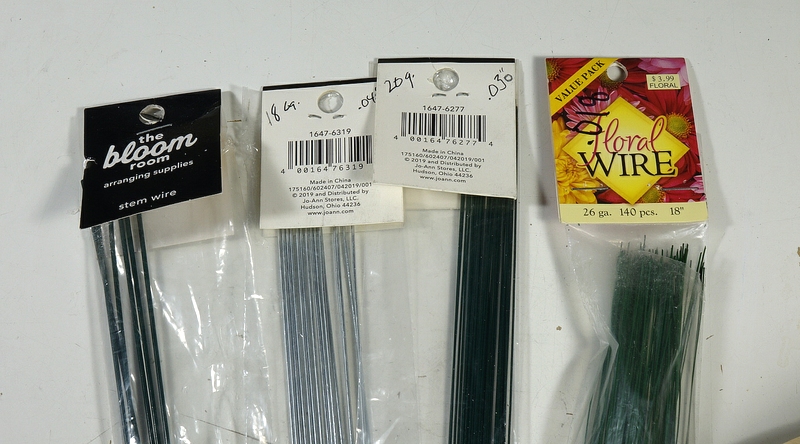 the
bloom
room
arranging supplies
stem wire
18 ga.
.04
1647-6319
4 00164 76319
Made in China
175160/602407/042019/001
© 2019 and Distributed by
Jo-Ann Stores, LLC.
Hudson, Ohio 44236
www.joann.com
20 g.
.030"
1647-6277
4 00164 76277 4
Made in China
175160/602407/042019/001
© 2019 and Distributed by
Jo-Ann Stores, LLC.
Hudson, Ohio 44236
www.joann.com
VALUE PACK
$3.99
FLORAL
.018
floral
WIRE
26 ga. 140 pcs. 18"